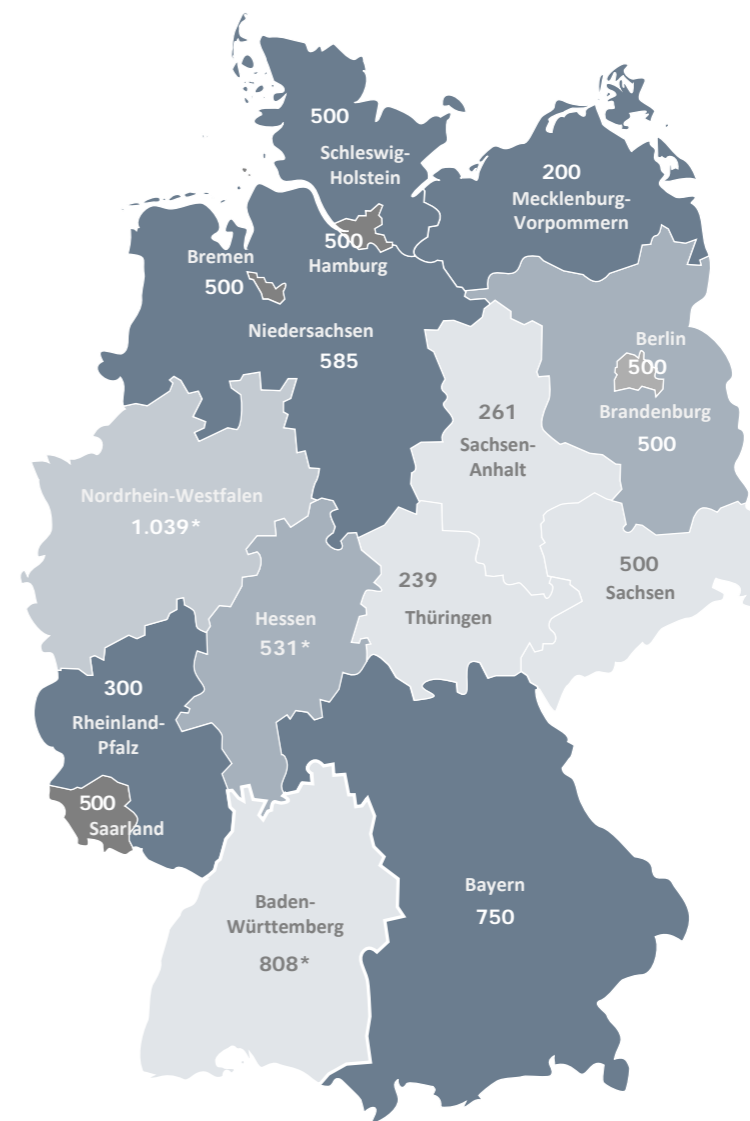 500
Schleswig-
Holstein
200
Mecklenburg-
Vorpommern
500
Hamburg
Bremen
500
Niedersachsen
585
Berlin
500
Brandenburg
500
261
Sachsen-
Anhalt
Nordrhein-Westfalen
1.039*
500
Sachsen
239
Thüringen
Hessen
531*
300
Rheinland-
Pfalz
500
Saarland
Baden-
Württemberg
808*
Bayern
750